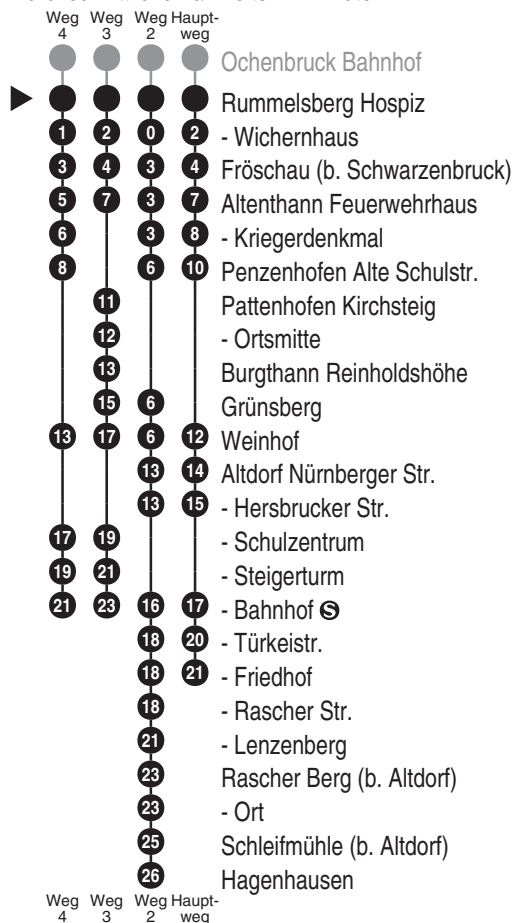 Weg Weg Weg Haupt-
4 3 2 weg
Ochenbruck Bahnhof
Rummelsberg Hospiz
1 2 0 2 - Wichernhaus
3 4 3 4 Fröschau (b. Schwarzenbruck)
5 7 3 7 Altenthann Feuerwehrhaus
6 3 8 - Kriegerdenkmal
8 6 10 Penzenhofen Alte Schulstr.
11 Pattenhofen Kirchsteig
12 - Ortsmitte
13 Burgthann Reinholdshöhe
15 6 Grünsberg
13 17 6 12 Weinhof
13 14 Altdorf Nürnberger Str.
13 15 - Hersbrucker Str.
17 19 - Schulzentrum
19 21 - Steigerturm
21 23 16 17 - Bahnhof S
18 20 - Türkeistr.
18 21 - Friedhof
18 - Rascher Str.
21 - Lenzenberg
23 Rascher Berg (b. Altdorf)
23 - Ort
25 Schleifmühle (b. Altdorf)
26 Hagenhausen
Weg Weg Weg Haupt-
4 3 2 weg